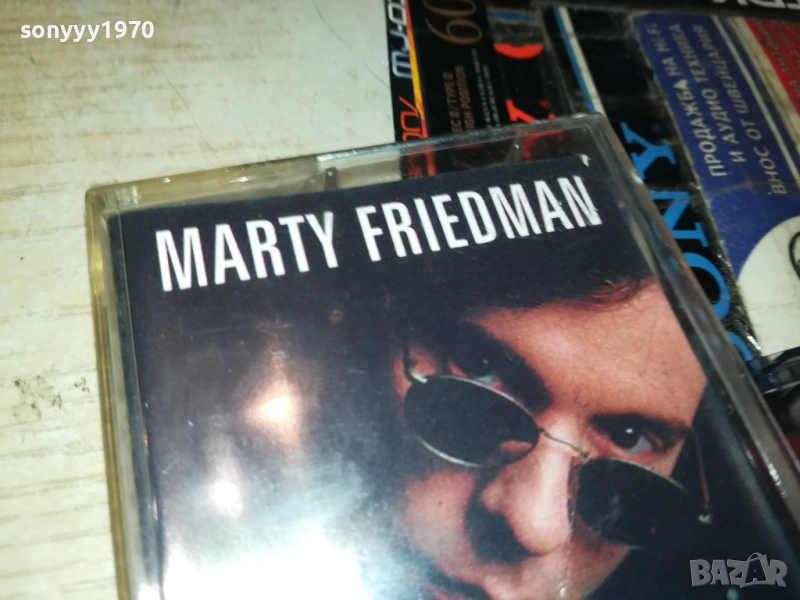 sonyyy1970
MARTY FRIEDMAN
60
SONY
ПРОДАЖБА НА HI-FI
И АУДИО ТЕХНИКА
ВНОС ОТ ШВЕЙЦАРИЯ
BAZAR